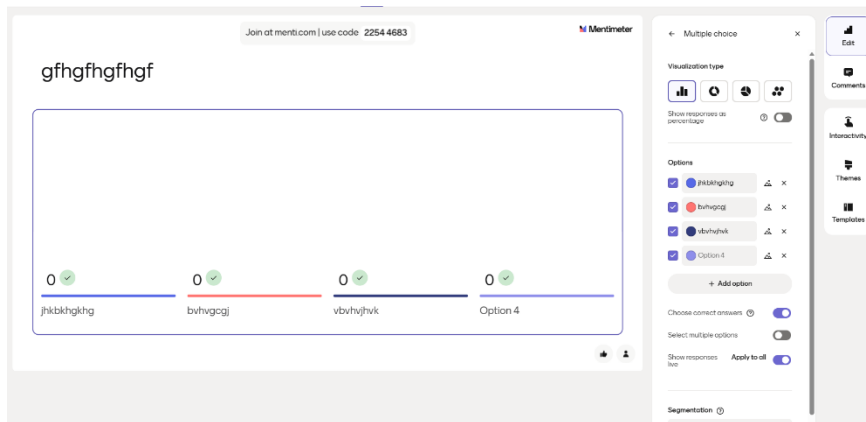 Join at menti.com | use code 2254 4683
Mentimeter
gfhgfhgfhgf
0
0
0
0
jhkbkhgkhg
bvhvgcgj
vbvhvjhvk
Option 4
Multiple choice
Visualization type
Show responses as
percentage
Options
jhkbkhgkhg
bvhvgcgj
vbvhvjhvk
Option 4
+ Add option
Choose correct answers
Select multiple options
Show responses
live
Apply to all
Segmentation
Edit
Comments
Interactivity
Themes
Templates